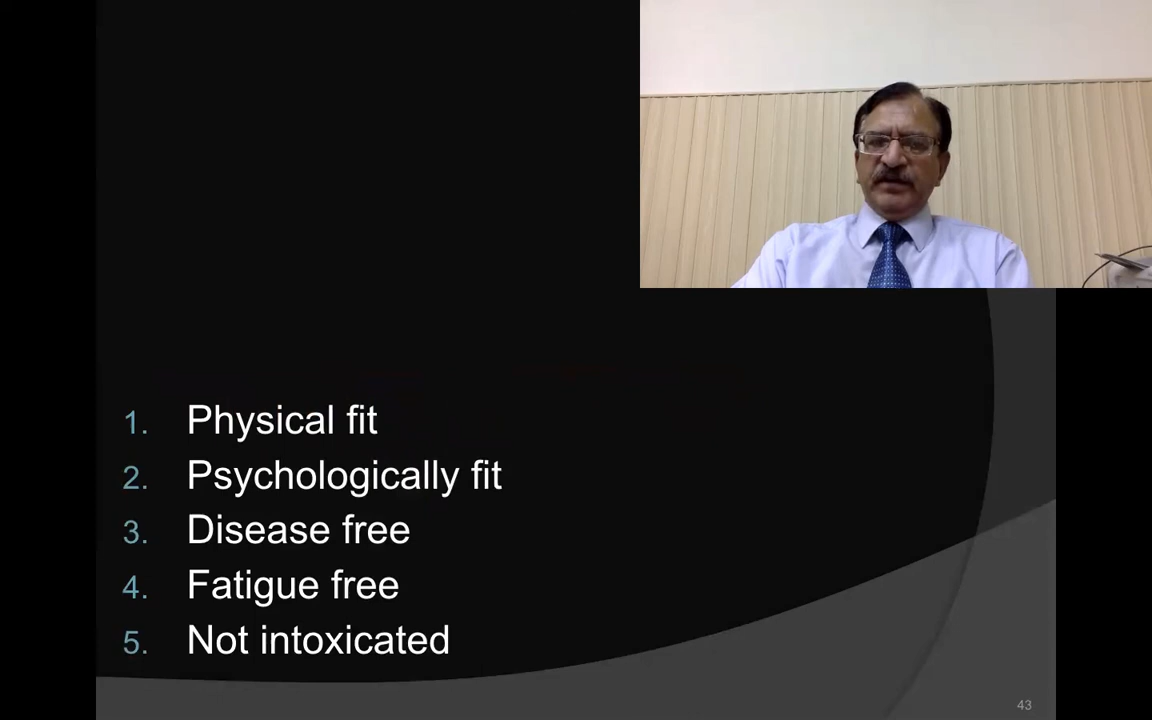 1. Physical fit
2. Psychologically fit
3. Disease free
4. Fatigue free
5. Not intoxicated
43